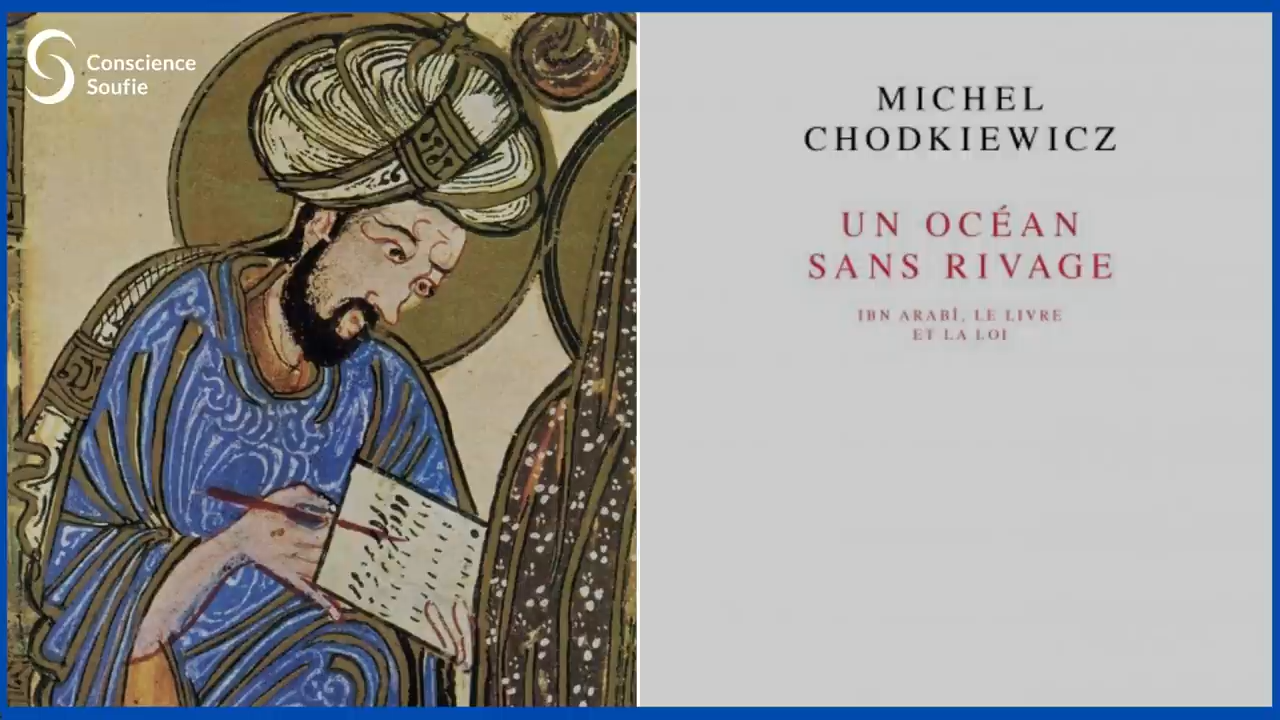 Conscience
Soufie
MICHEL
CHODKIEWICZ
UN OCÉAN
SANS RIVAGE
IBN ARABÎ, LE LIVRE
ET LA LOI